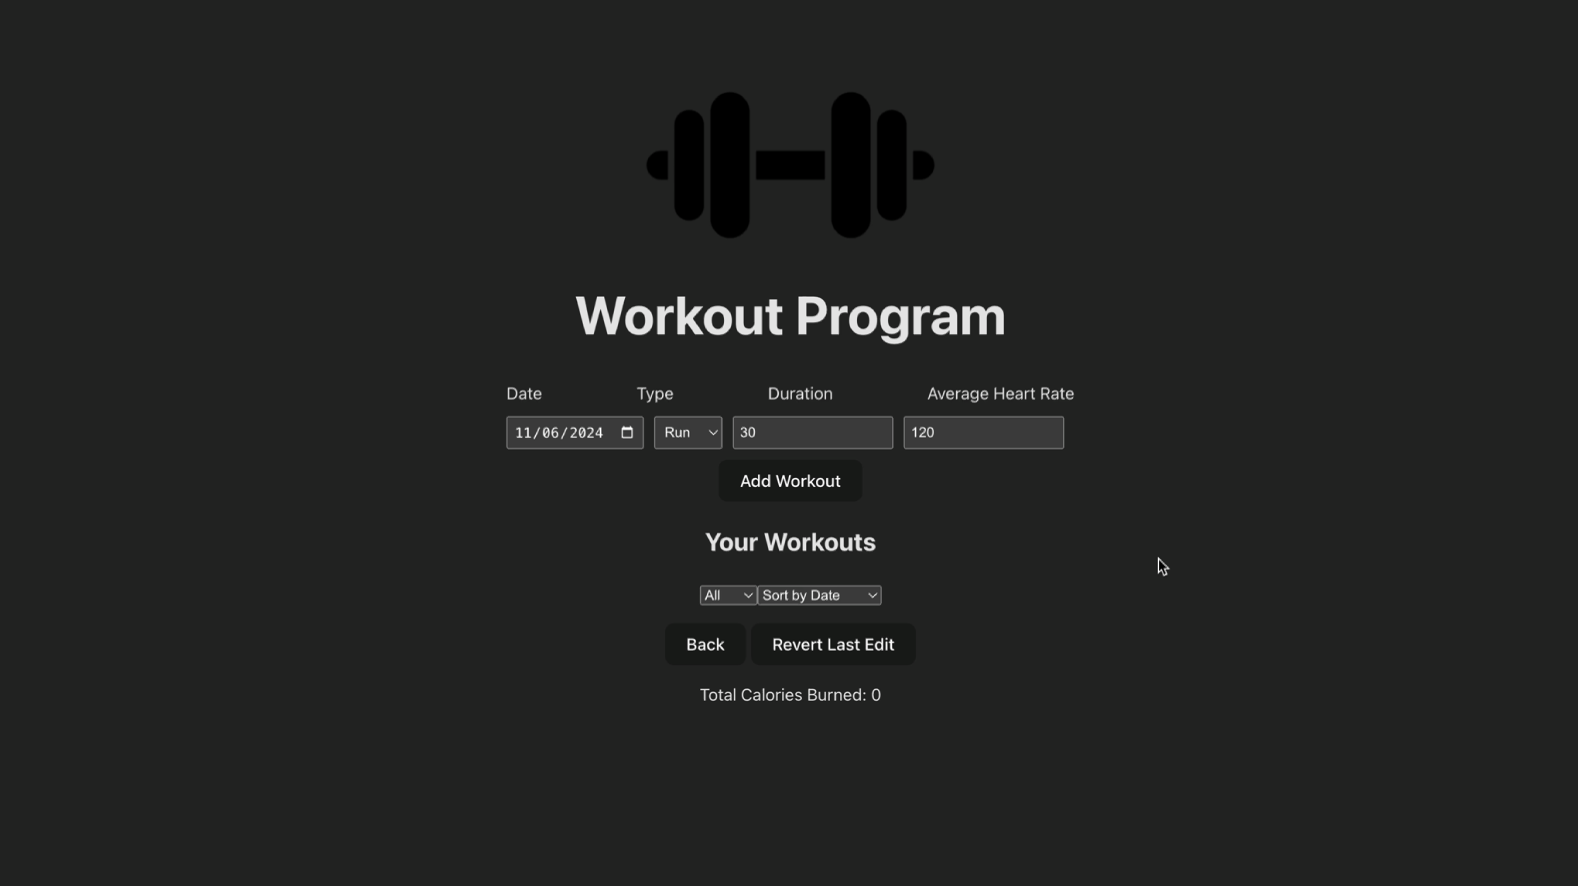 Workout Program
Date Type Duration Average Heart Rate
11/06/2024 Run 30 120
Add Workout
Your Workouts
All Sort by Date
Back Revert Last Edit
Total Calories Burned: 0